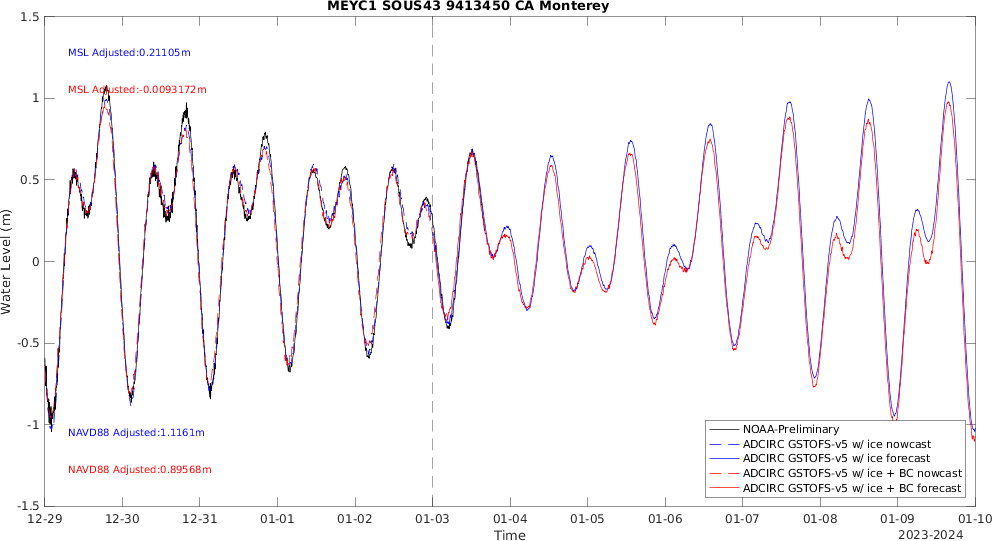 MEYC1 SOUS43 9413450 CA Monterey
1.5
1
0.5
0
-0.5
-1
-1.5
Water Level (m)
MSL Adjusted:0.21105m
MSL Adjusted:-0.0093172m
NAVD88 Adjusted:1.1161m
NAVD88 Adjusted:0.89568m
NOAA-Preliminary
ADCIRC GSTOFS-v5 w/ ice nowcast
ADCIRC GSTOFS-v5 w/ ice forecast
ADCIRC GSTOFS-v5 w/ ice + BC nowcast
ADCIRC GSTOFS-v5 w/ ice + BC forecast
12-29 12-30 12-31 01-01 01-02 01-03 01-04 01-05 01-06 01-07 01-08 01-09 01-10
Time
2023-2024